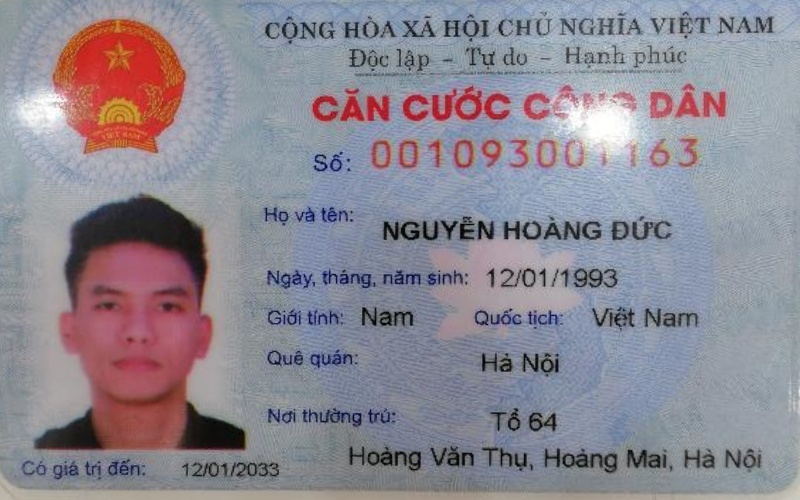 CỘNG HÒA XÃ HỘI CHỦ NGHĨA VIỆT NAM
Độc lập - Tự do - Hạnh phúc
CĂN CƯỚC CÔNG DÂN
Số: 001093001163
Họ và tên: NGUYỄN HOÀNG ĐỨC
Ngày, tháng, năm sinh: 12/01/1993
Giới tính: Nam Quốc tịch: Việt Nam
Quê quán: Hà Nội
Nơi thường trú: Tổ 64
Hoàng Văn Thụ, Hoàng Mai, Hà Nội
Có giá trị đến: 12/01/2033
VIỆT NAM